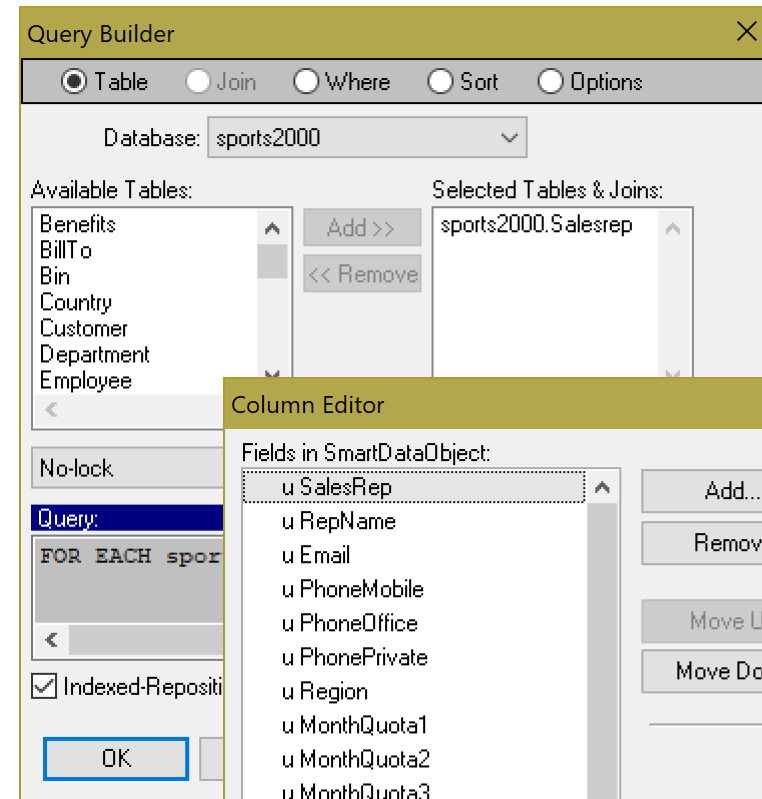 Query Builder
Table Join Where Sort Options
Database: sports2000
Available Tables:
Selected Tables & Joins:
Benefits
BillTo
Bin
Country
Customer
Department
Employee
Add >>
<< Remove
sports2000.Salesrep
No-lock
Query:
FOR EACH spor
Indexed-Repositi
OK
Column Editor
Fields in SmartDataObject:
u SalesRep
u RepName
u Email
u PhoneMobile
u PhoneOffice
u PhonePrivate
u Region
u MonthQuota1
u MonthQuota2
u MonthQuota3
Add...
Remov
Move U
Move Do